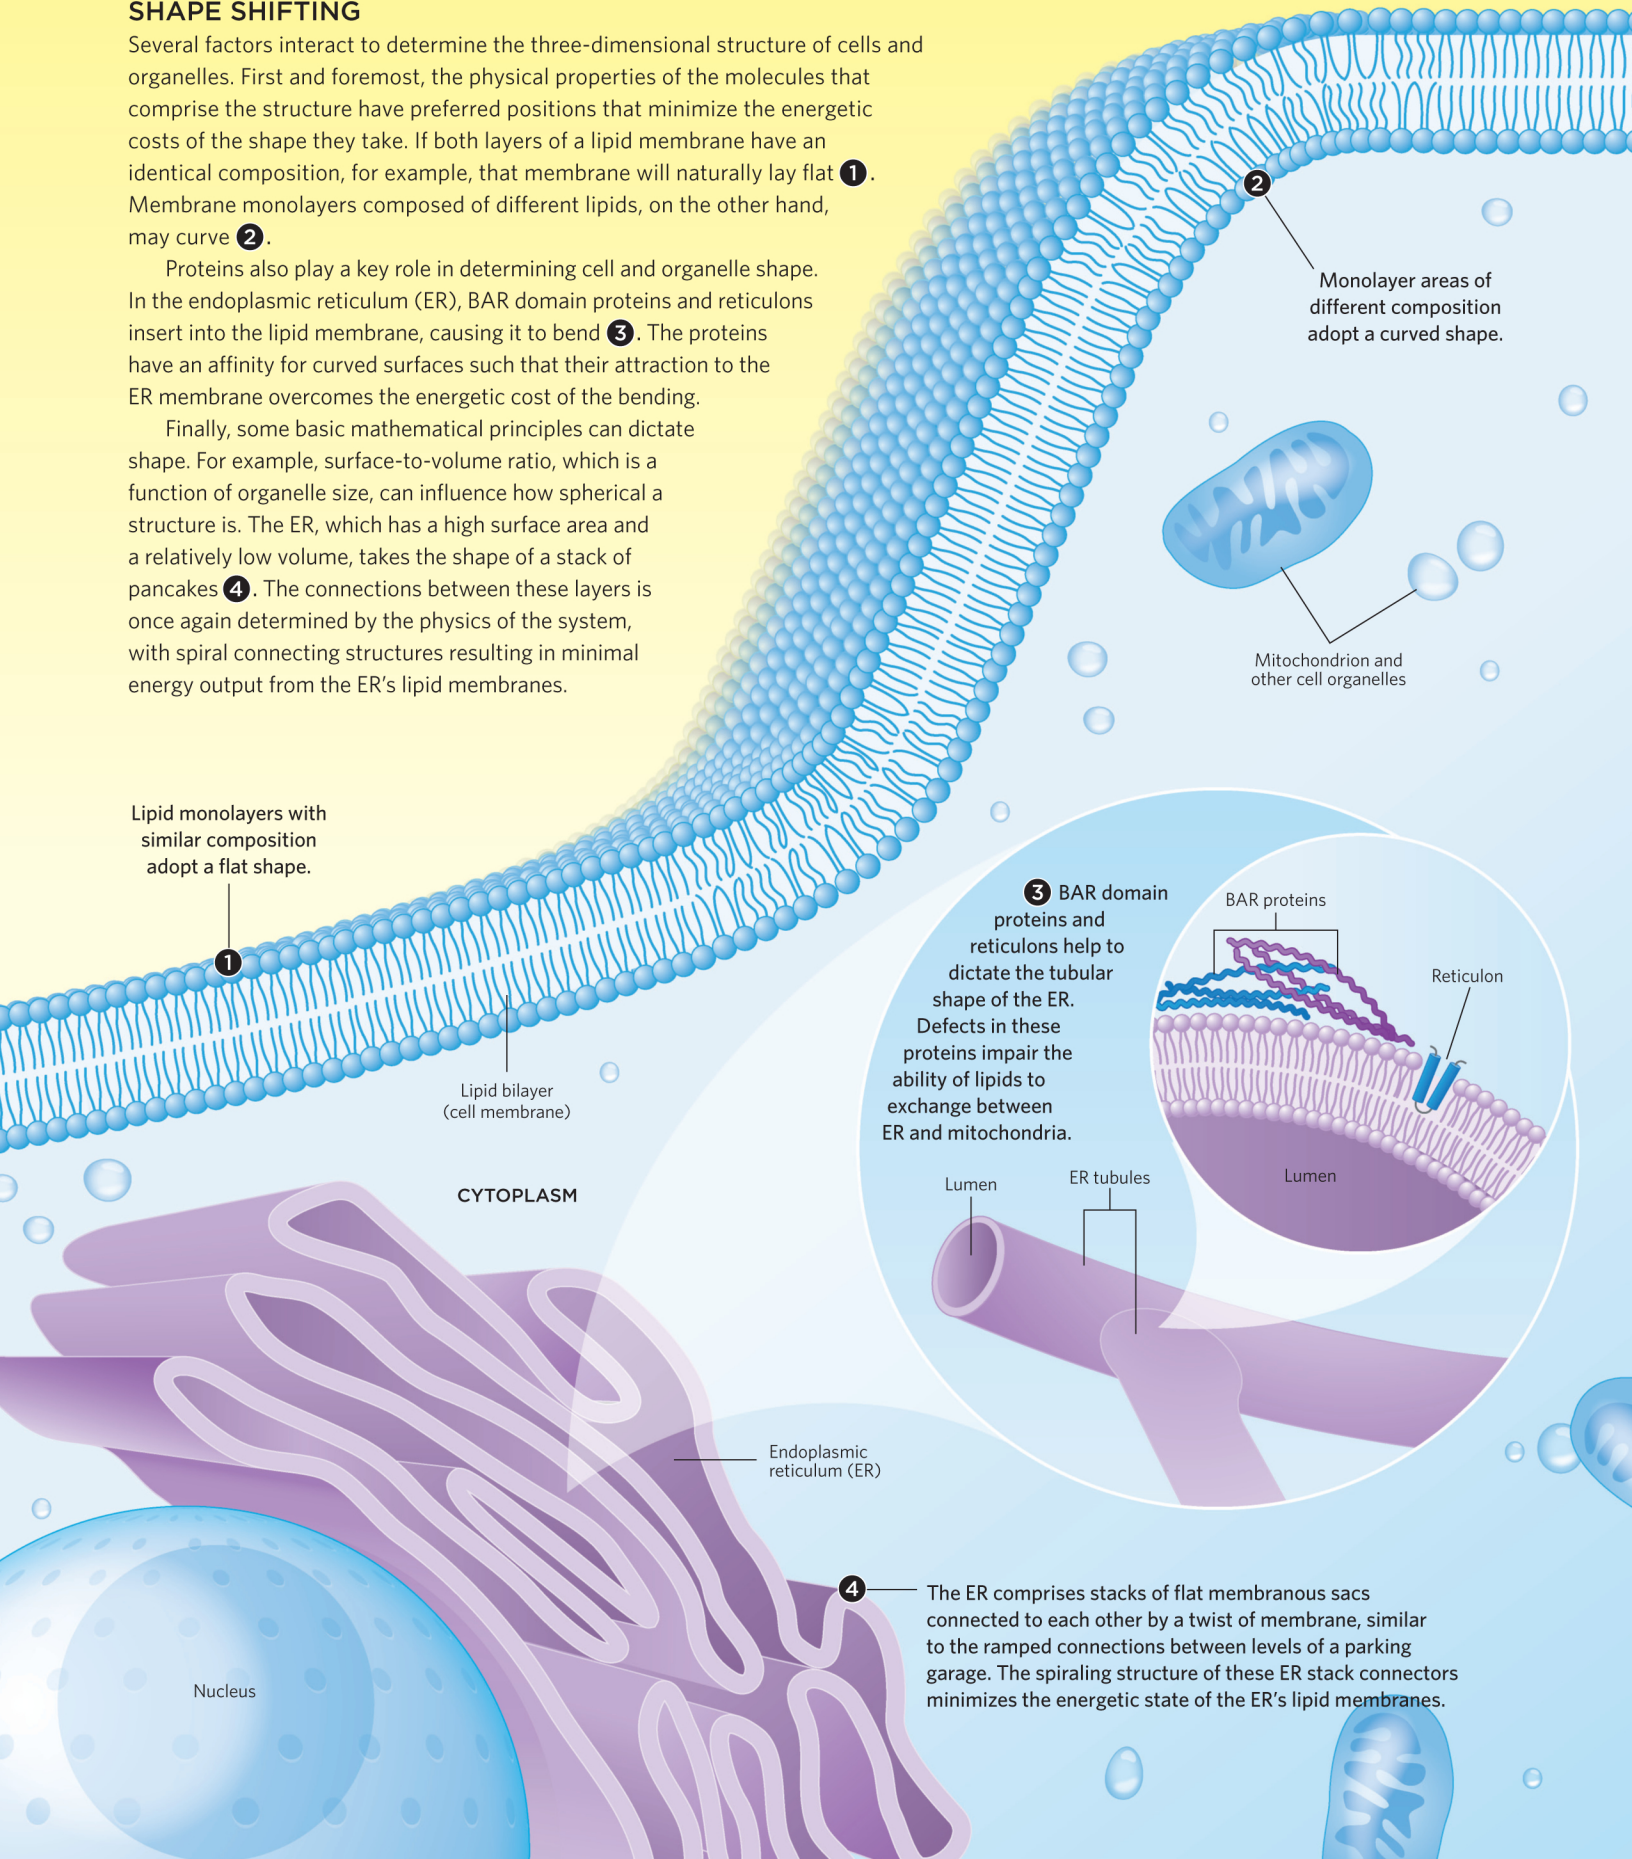 SHAPE SHIFTING
Several factors interact to determine the three-dimensional structure of cells and
organelles. First and foremost, the physical properties of the molecules that
comprise the structure have preferred positions that minimize the energetic
costs of the shape they take. If both layers of a lipid membrane have an
identical composition, for example, that membrane will naturally lay flat 1.
Membrane monolayers composed of different lipids, on the other hand,
may curve 2.
Proteins also play a key role in determining cell and organelle shape.
In the endoplasmic reticulum (ER), BAR domain proteins and reticulons
insert into the lipid membrane, causing it to bend 3. The proteins
have an affinity for curved surfaces such that their attraction to the
ER membrane overcomes the energetic cost of the bending.
Finally, some basic mathematical principles can dictate
shape. For example, surface-to-volume ratio, which is a
function of organelle size, can influence how spherical a
structure is. The ER, which has a high surface area and
a relatively low volume, takes the shape of a stack of
pancakes 4. The connections between these layers is
once again determined by the physics of the system,
with spiral connecting structures resulting in minimal
energy output from the ER's lipid membranes.
2
Monolayer areas of
different composition
adopt a curved shape.
Mitochondrion and
other cell organelles
Lipid monolayers with
similar composition
adopt a flat shape.
1
Lipid bilayer
(cell membrane)
3 BAR domain
proteins and
reticulons help to
dictate the tubular
shape of the ER.
Defects in these
proteins impair the
ability of lipids to
exchange between
ER and mitochondria.
BAR proteins
Reticulon
Lumen
Lumen
ER tubules
CYTOPLASM
Endoplasmic
reticulum (ER)
4
The ER comprises stacks of flat membranous sacs
connected to each other by a twist of membrane, similar
to the ramped connections between levels of a parking
garage. The spiraling structure of these ER stack connectors
minimizes the energetic state of the ER's lipid membranes.
Nucleus